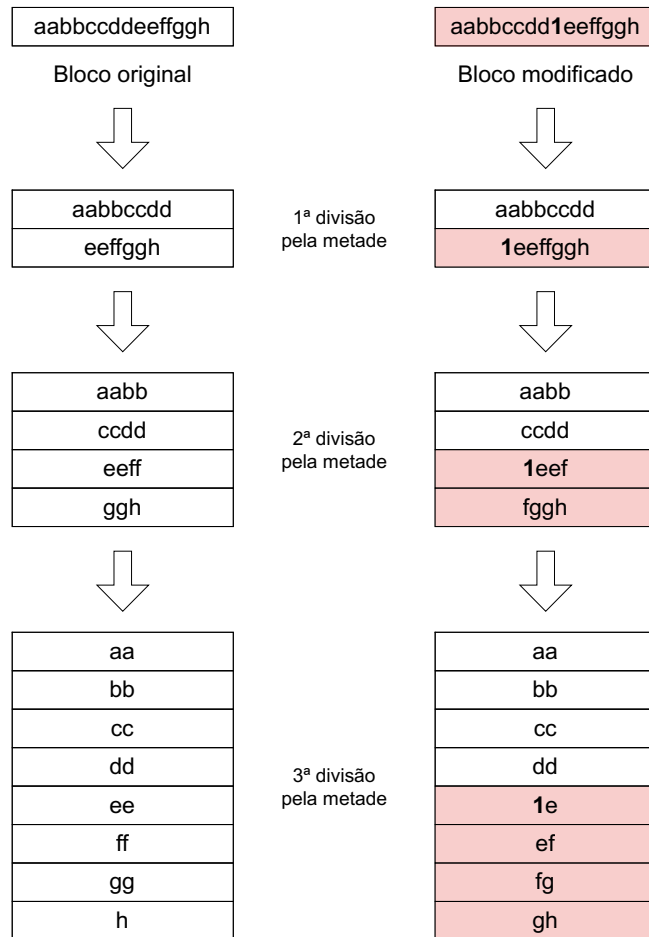 aabbccddeeffggh
aabbccdd1eeffggh
Bloco original
Bloco modificado
aabbccdd
eeffggh
1ª divisão
pela metade
aabbccdd
1eeffggh
aabb
ccdd
eeff
ggh
2ª divisão
pela metade
aabb
ccdd
1eef
fggh
aa
bb
cc
dd
ee
ff
gg
h
3ª divisão
pela metade
aa
bb
cc
dd
1e
ef
fg
gh